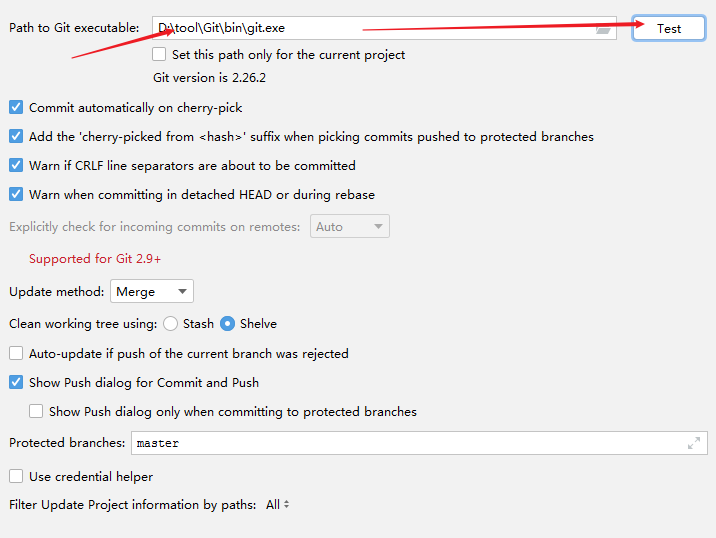 Path to Git executable: D:\tool\Git\bin\git.exe Test
Set this path only for the current project
Git version is 2.26.2
Commit automatically on cherry-pick
Add the 'cherry-picked from <hash>' suffix when picking commits pushed to protected branches
Warn if CRLF line separators are about to be committed
Warn when committing in detached HEAD or during rebase
Explicitly check for incoming commits on remotes: Auto
Supported for Git 2.9+
Update method: Merge
Clean working tree using: Stash Shelve
Auto-update if push of the current branch was rejected
Show Push dialog for Commit and Push
Show Push dialog only when committing to protected branches
Protected branches: master
Use credential helper
Filter Update Project information by paths: All